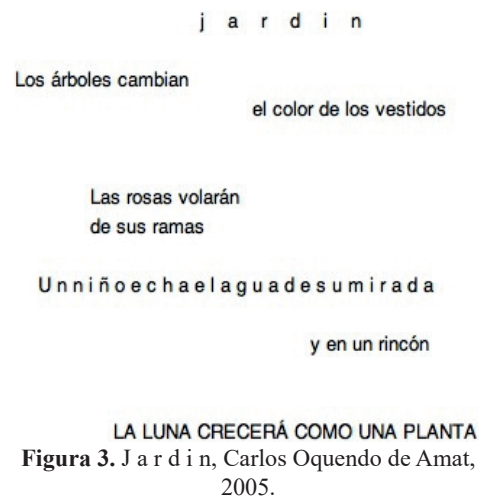 j a r d i n
Los árboles cambian
el color de los vestidos
Las rosas volarán
de sus ramas
U n n i ñ o e c h a e l a g u a d e s u m i r a d a
y en un rincón
LA LUNA CRECERÁ COMO UNA PLANTA
Figura 3. J a r d i n, Carlos Oquendo de Amat,
2005.